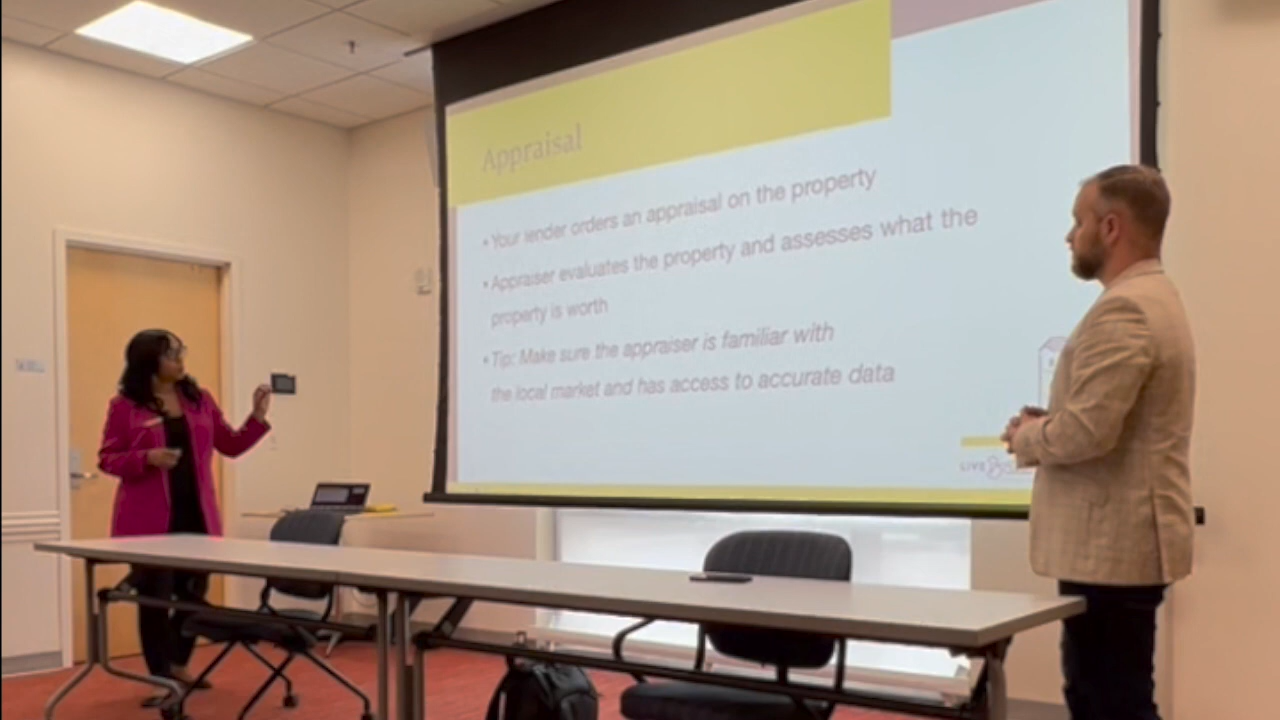 Appraisal
• Your lender orders an appraisal on the property
• Appraiser evaluates the property and assesses what the
property is worth
• Tip: Make sure the appraiser is familiar with
the local market and has access to accurate data
LIVE